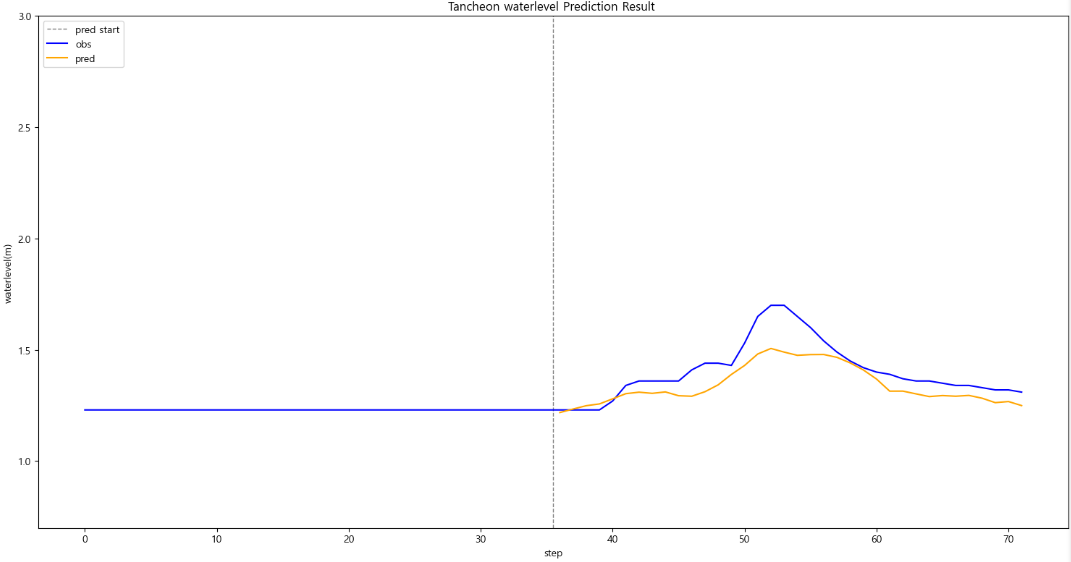 Tancheon waterlevel Prediction Result
3.0
2.5
2.0
1.5
1.0
waterlevel(m)
pred start
obs
pred
0 10 20 30 40 50 60 70
step